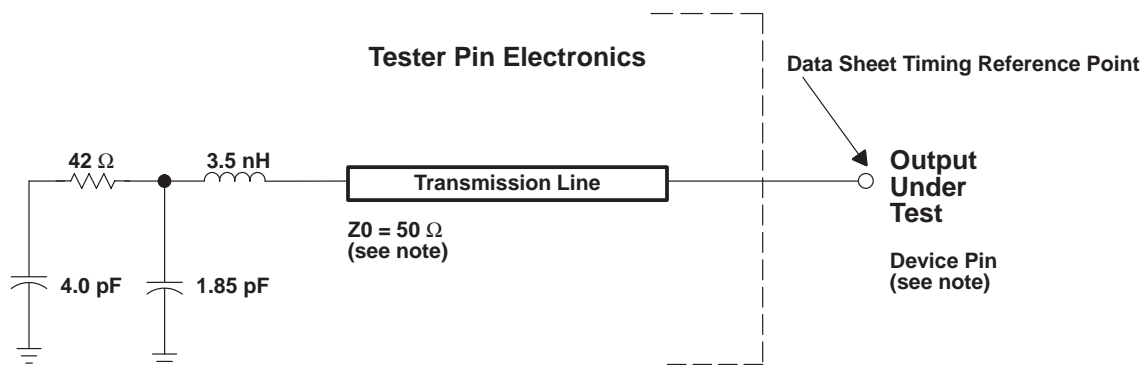 Tester Pin Electronics
Data Sheet Timing Reference Point
42 Ω
3.5 nH
Transmission Line
Output
Under
Test
Z0 = 50 Ω
(see note)
Device Pin
(see note)
4.0 pF
1.85 pF